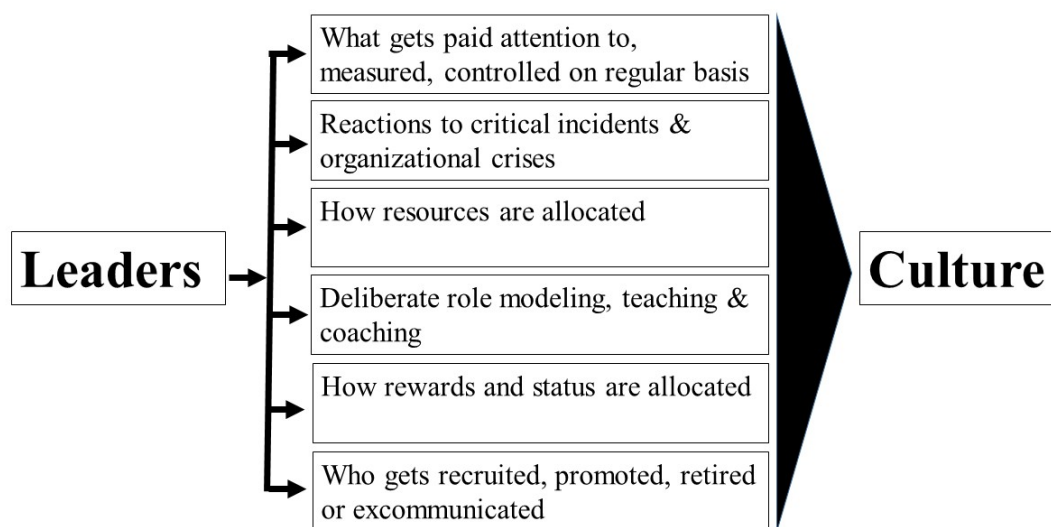 Leaders
What gets paid attention to,
measured, controlled on regular basis
Reactions to critical incidents &
organizational crises
How resources are allocated
Deliberate role modeling, teaching &
coaching
How rewards and status are allocated
Who gets recruited, promoted, retired
or excommunicated
Culture